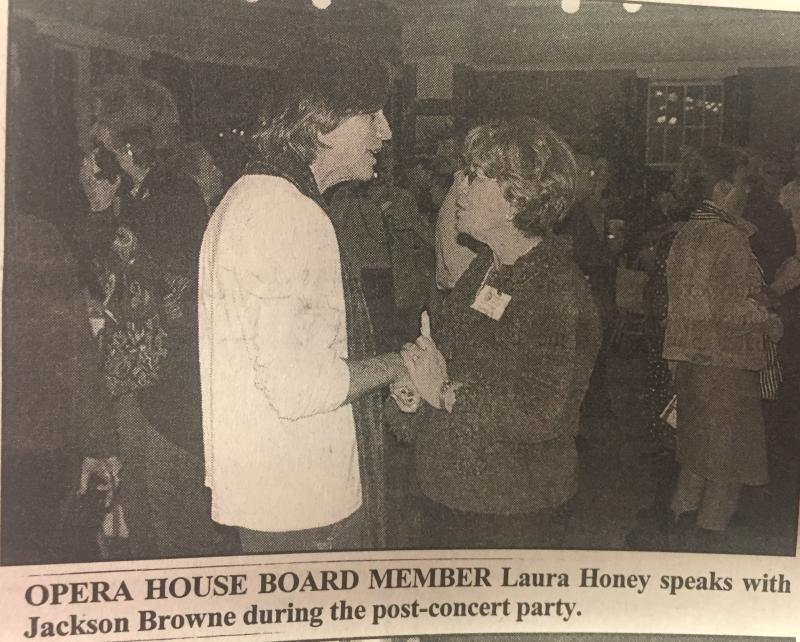 OPERA HOUSE BOARD MEMBER Laura Honey speaks with
Jackson Browne during the post-concert party.